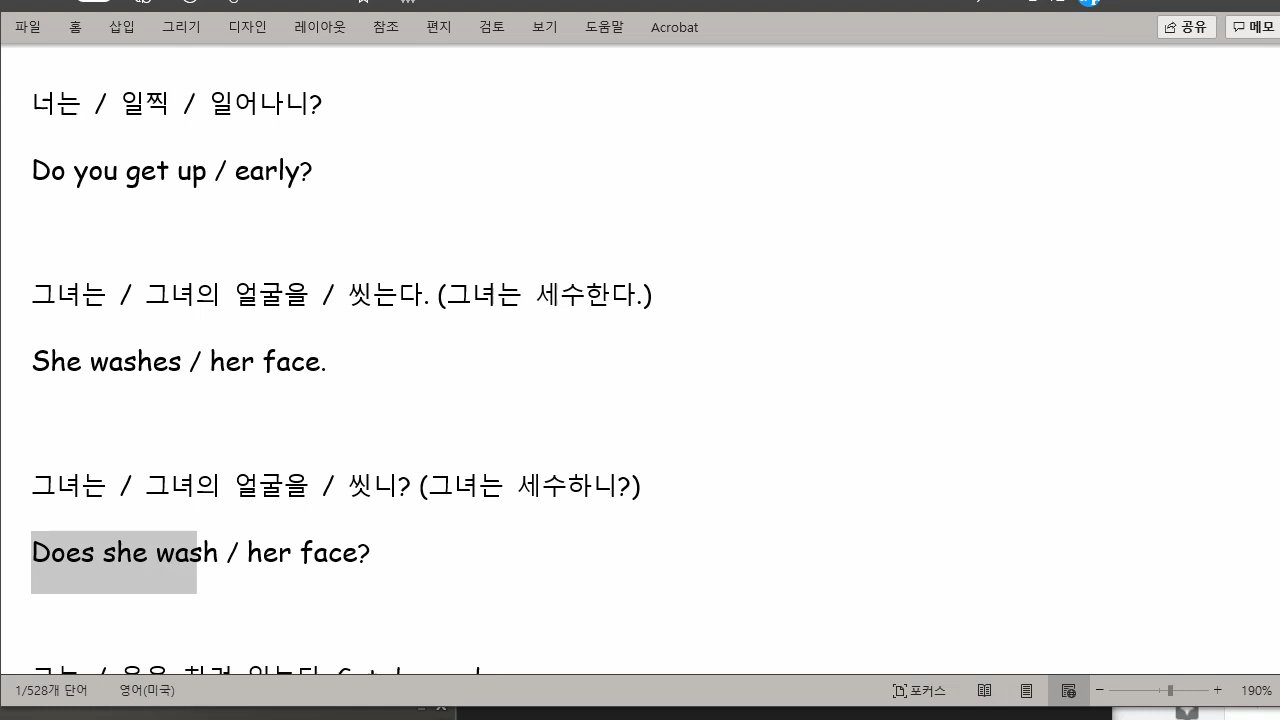 파일 홈 삽입 그리기 디자인 레이아웃 참조 편지 검토 보기 도움말 Acrobat 공유 메모
너는 / 일찍 / 일어나니?
Do you get up / early?
그녀는 / 그녀의 얼굴을 / 씻는다. (그녀는 세수한다.)
She washes / her face.
그녀는 / 그녀의 얼굴을 / 씻니? (그녀는 세수하니?)
Does she wash / her face?
1/528개 단어 영어(미국) 포커스 190%